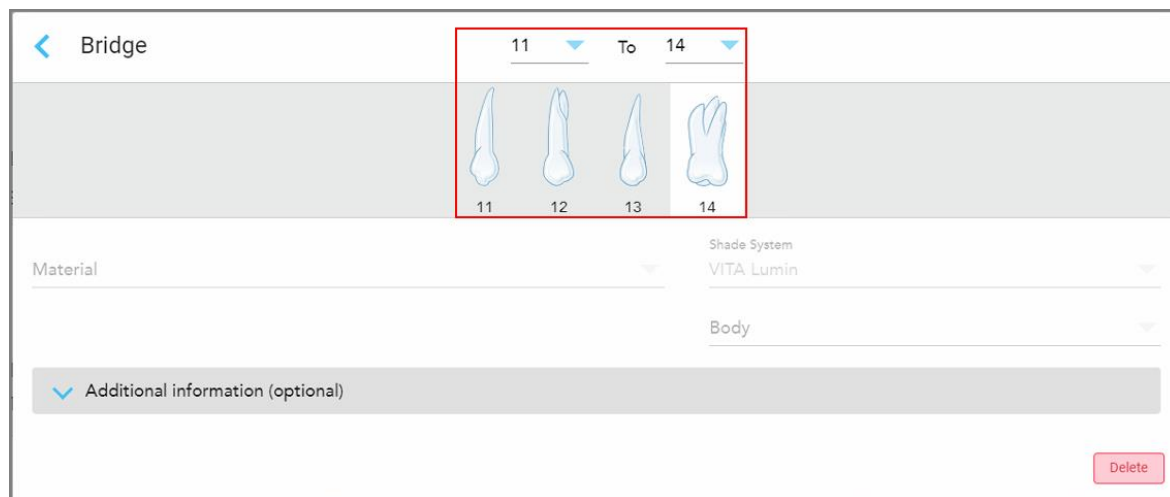 Bridge 11 To 14
11 12 13 14
Shade System
Material VITA Lumin
Body
Additional information (optional)
Delete